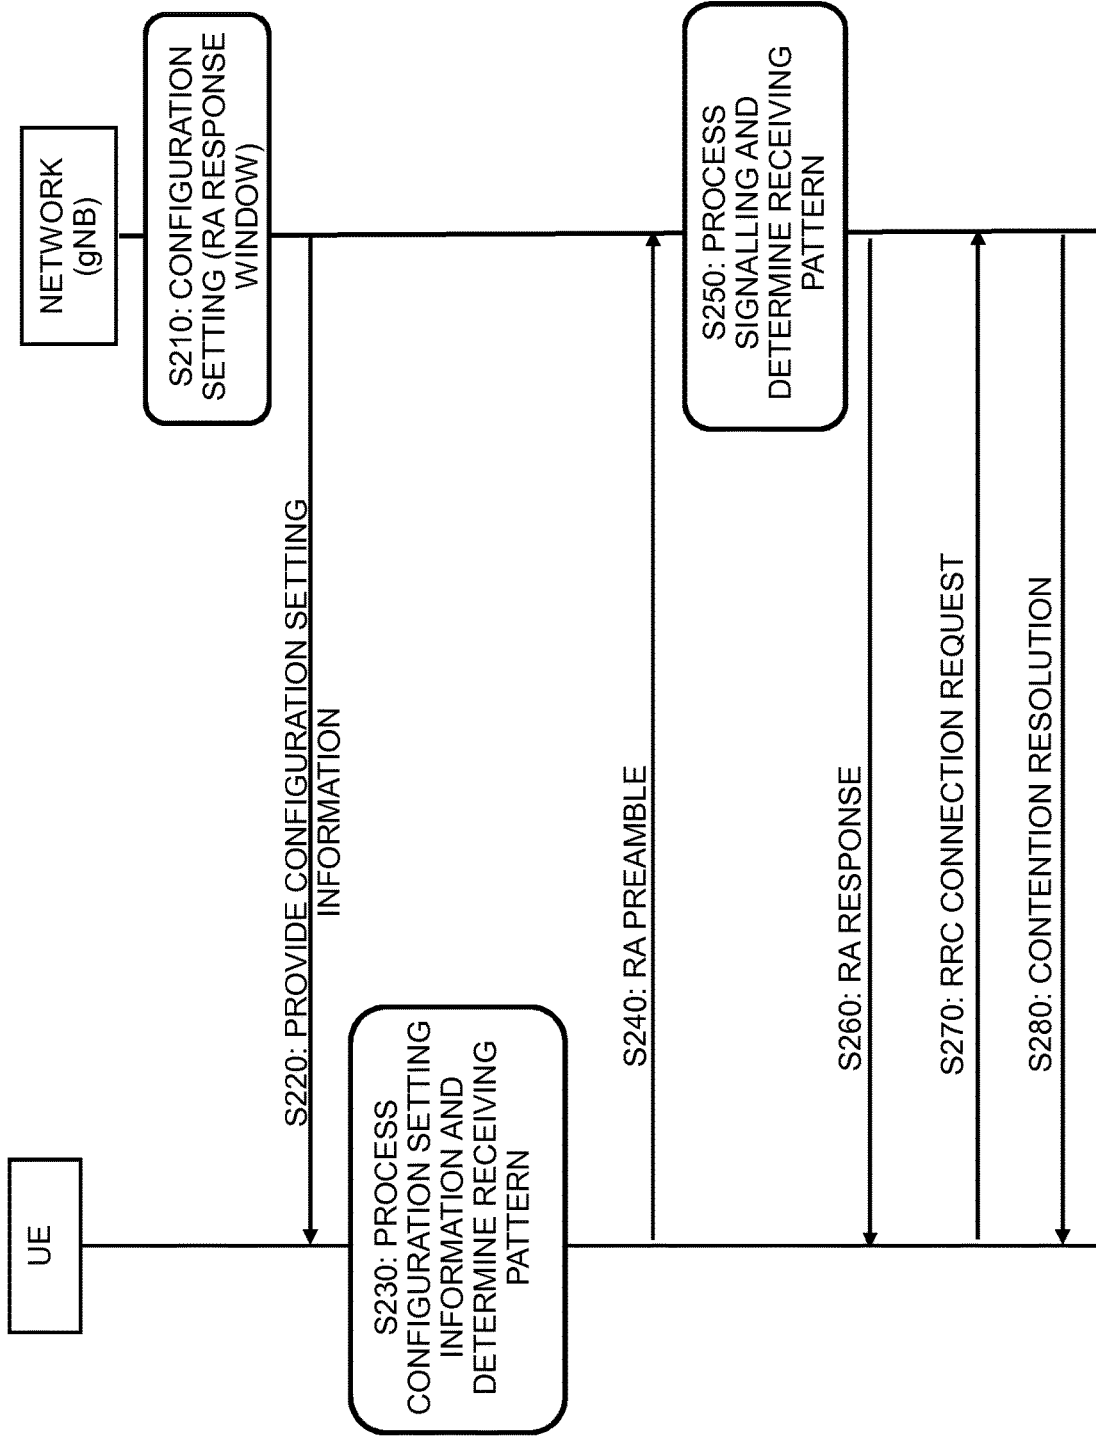 UE
NETWORK
(gNB)
S210: CONFIGURATION
SETTING (RA RESPONSE
WINDOW)
S220: PROVIDE CONFIGURATION SETTING
INFORMATION
S230: PROCESS
CONFIGURATION SETTING
INFORMATION AND
DETERMINE RECEIVING
PATTERN
S240: RA PREAMBLE
S250: PROCESS
SIGNALLING AND
DETERMINE RECEIVING
PATTERN
S260: RA RESPONSE
S270: RRC CONNECTION REQUEST
S280: CONTENTION RESOLUTION